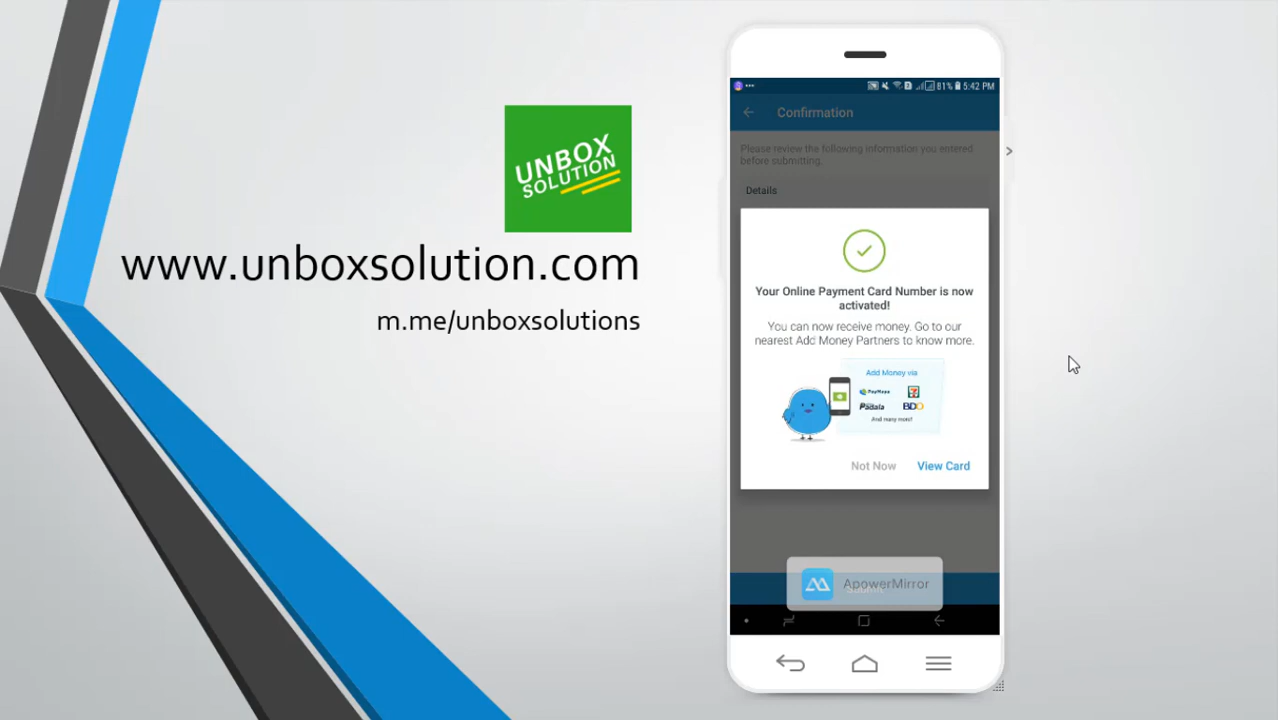 UNBOX
SOLUTION
www.unboxsolution.com
m.me/unboxsolutions
81% 5:42 PM
Confirmation
Please review the following information you entered
before submitting.
Details
Your Online Payment Card Number is now
activated!
You can now receive money. Go to our
nearest Add Money Partners to know more.
Add Money via
PayMaya
Padala BDO
And many more!
Not Now View Card
ApowerMirror
Submit